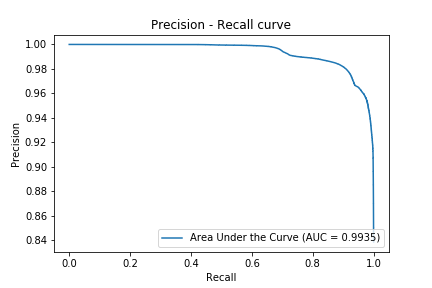 Precision - Recall curve
1.00
0.98
0.96
0.94
0.92
0.90
0.88
0.86
0.84
Precision
Area Under the Curve (AUC = 0.9935)
0.0 0.2 0.4 0.6 0.8 1.0
Recall